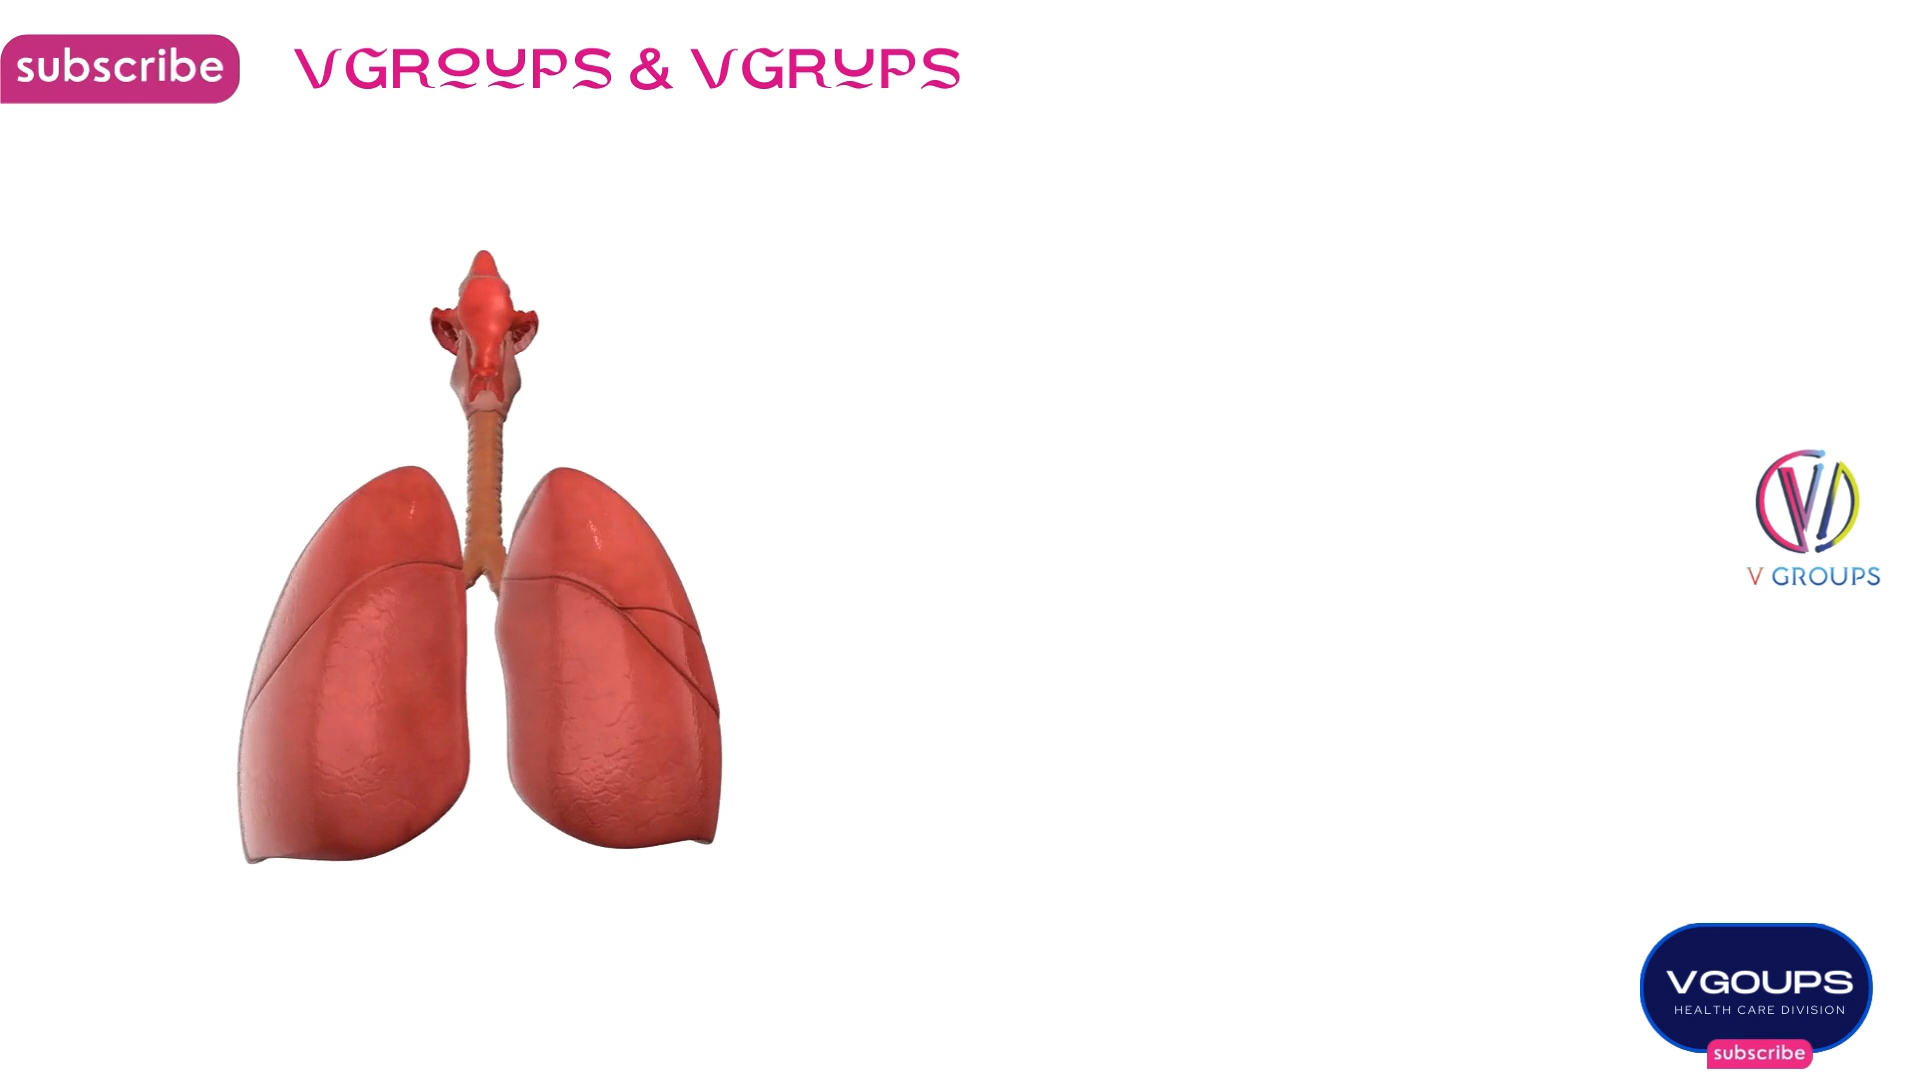 subscribe
VGROUPS & VGRUPS
V GROUPS
VGOUPS
HEALTH CARE DIVISION
subscribe